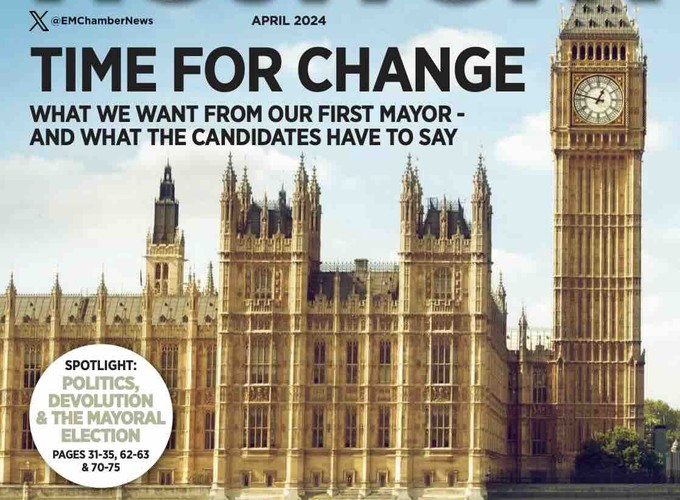 @EMChamberNews
APRIL 2024
TIME FOR CHANGE
WHAT WE WANT FROM OUR FIRST MAYOR -
AND WHAT THE CANDIDATES HAVE TO SAY
SPOTLIGHT:
POLITICS,
DEVOLUTION
& THE MAYORAL
ELECTION
PAGES 31-35, 62-63
& 70-75